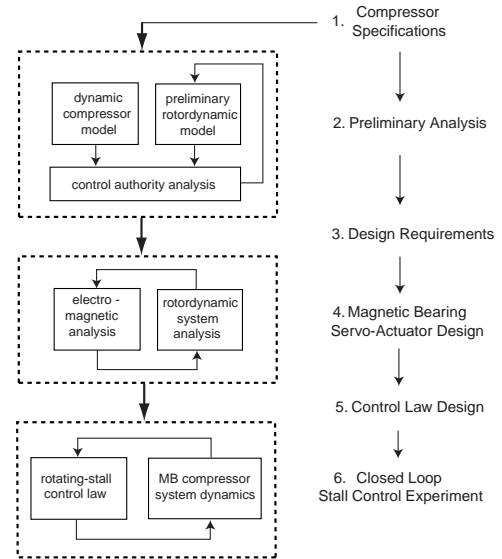 1. Compressor
Specifications
dynamic
compressor
model
preliminary
rotordynamic
model
control authority analysis
2. Preliminary Analysis
3. Design Requirements
electro -
magnetic
analysis
rotordynamic
system
analysis
4. Magnetic Bearing
Servo-Actuator Design
5. Control Law Design
rotating-stall
control law
MB compressor
system dynamics
6. Closed Loop
Stall Control Experiment